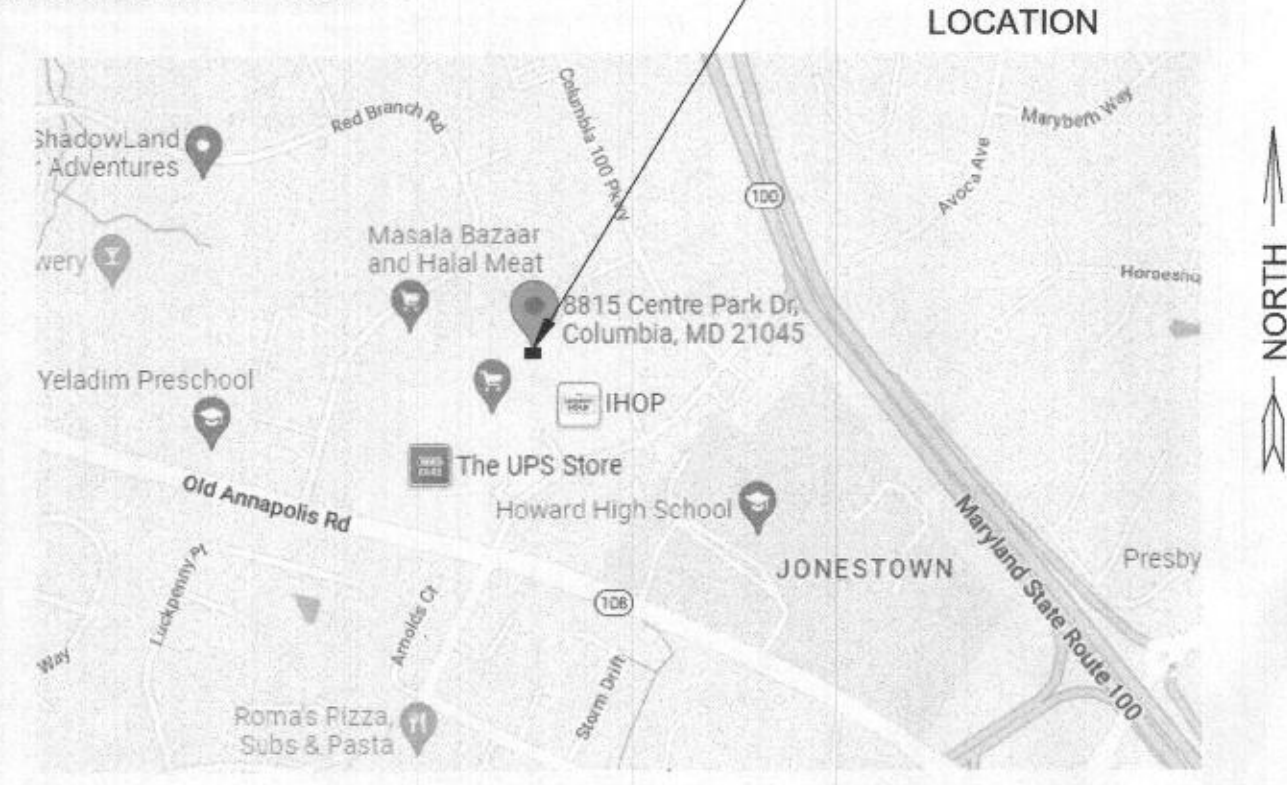 LOCATION
Columbia 100 Pkwy
Red Branch Rd
Marybeth Way
ShadowLand
r Adventures
Avoca Ave
100
Masala Bazaar
and Halal Meat
wery
8815 Centre Park Dr,
Columbia, MD 21045
NORTH
Yeladim Preschool
IHOP
The UPS Store
Old Annapolis Rd
Howard High School
Maryland State Route 100
JONESTOWN
Presby
Luckpenny Pl
108
Arnolds Ct
Way
Storm Drift
Roma's Pizza,
Subs & Pasta